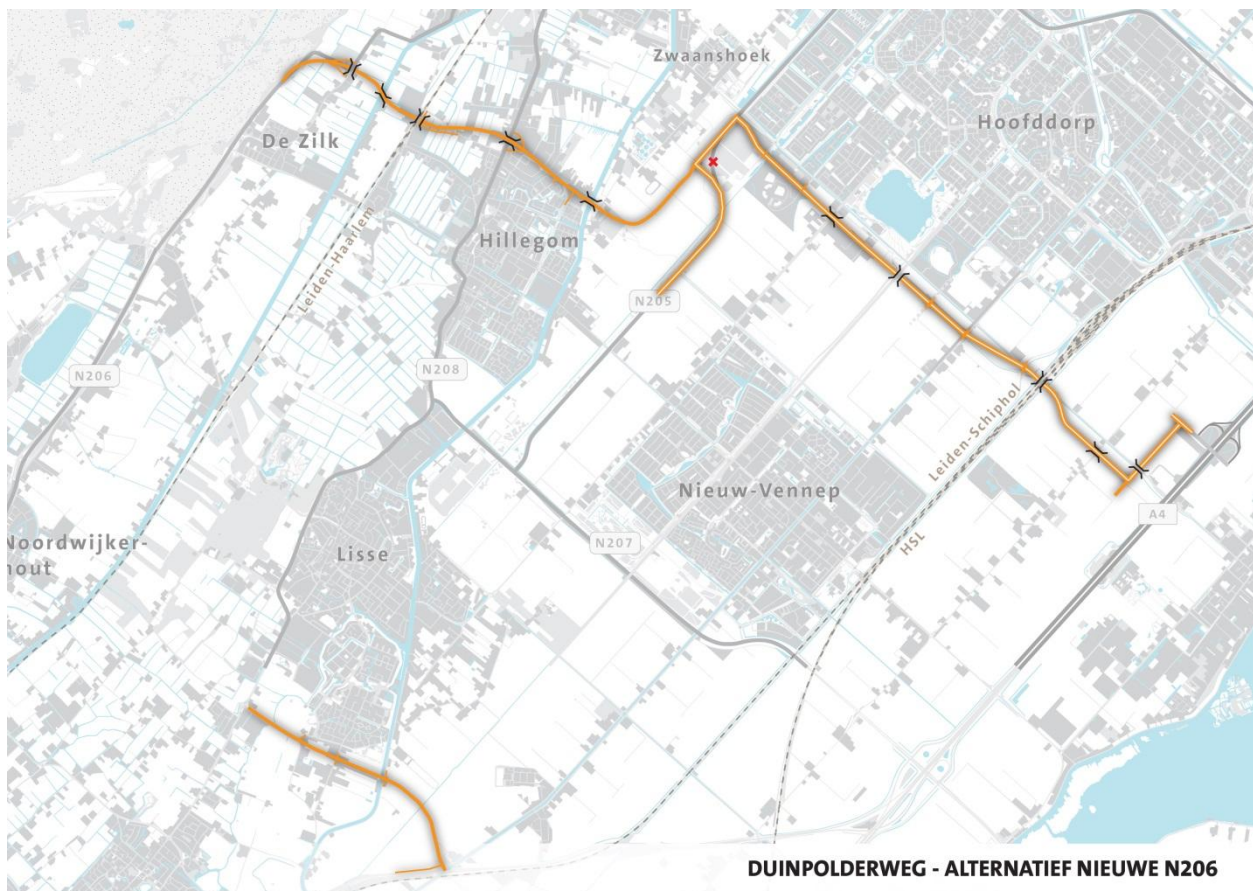 Zwaanshoek
Hoofddorp
De Zilk
Leiden-Haarlem
Hillegom
N205
N208
N206
Leiden-Schiphol
Nieuw-Vennep
A4
N207
HSL
Noordwijker-
hout
Lisse
DUINPOLDERWEG - ALTERNATIEF NIEUWE N206